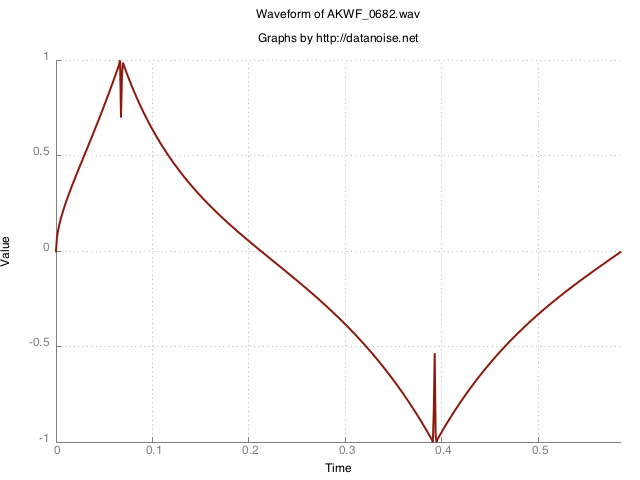 Waveform of AKWF_0682.wav
Graphs by http://datanoise.net
1
0.5
0
-0.5
-1
Value
0 0.1 0.2 0.3 0.4 0.5
Time